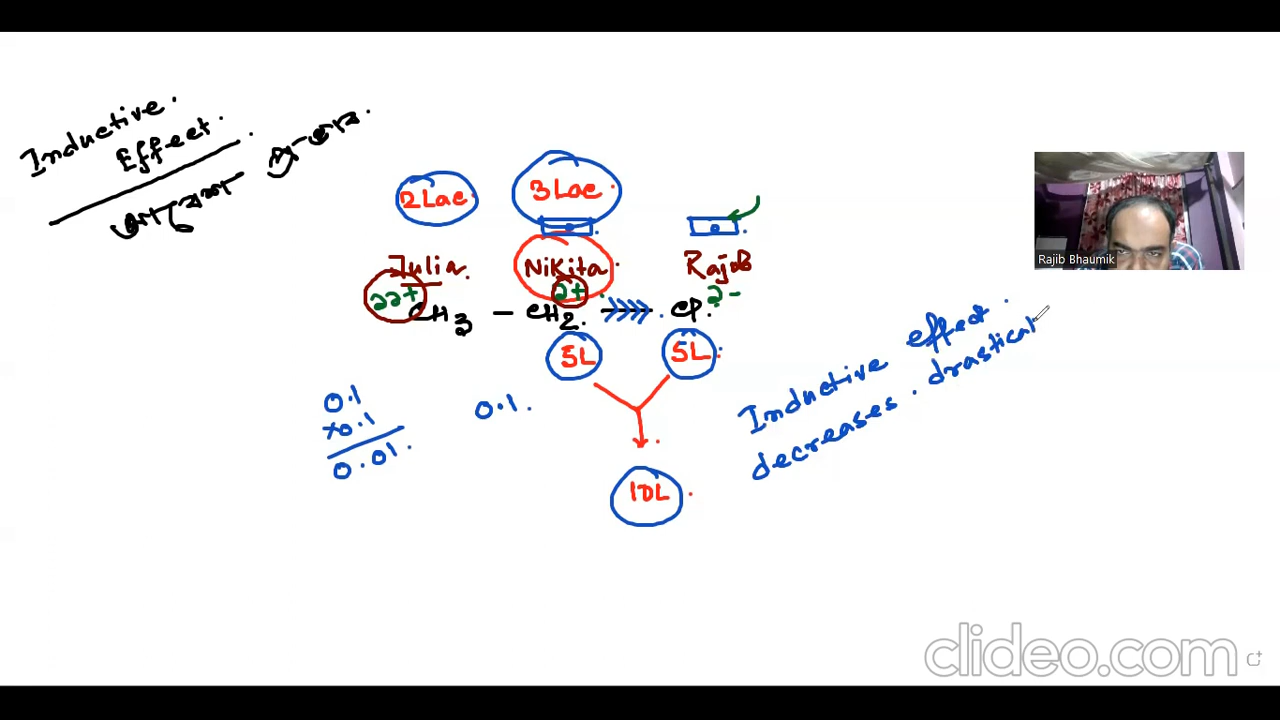 Inductive.
Effect.
2Lac
3Lac
Julia.
Nikita.
Rajib
Rajib Bhaumik
∂∂+
∂+
∂-
CH3 - CH2. >>>>> . Cl.
5L
5L
0.1
×0.1
0.01.
0.1.
10L
Inductive effect.
decreases. drastical
clideo.com